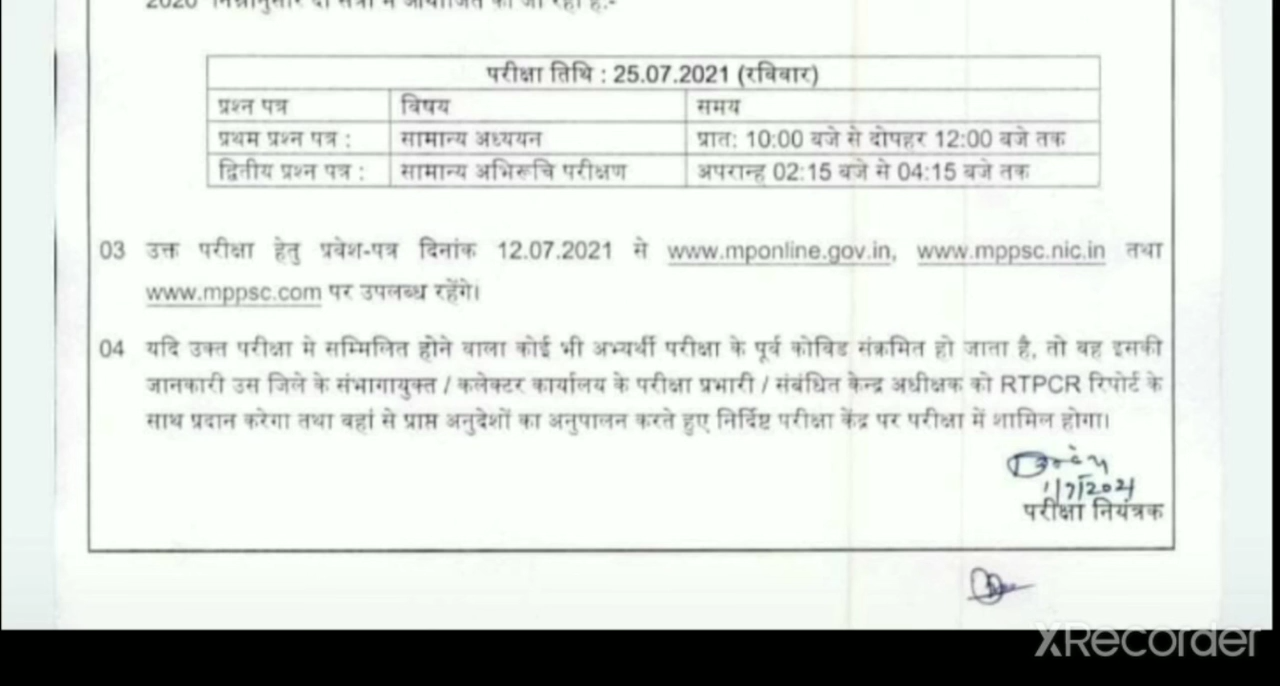 2020 निम्नानुसार दो सत्रों में आयोजित की जा रही है:-
परीक्षा तिथि : 25.07.2021 (रविवार)
प्रश्न पत्र विषय समय
प्रथम प्रश्न पत्र : सामान्य अध्ययन प्रात: 10:00 बजे से दोपहर 12:00 बजे तक
द्वितीय प्रश्न पत्र : सामान्य अभिरूचि परीक्षण अपरान्ह 02:15 बजे से 04:15 बजे तक
03 उक्त परीक्षा हेतु प्रवेश-पत्र दिनांक 12.07.2021 से www.mponline.gov.in, www.mppsc.nic.in तथा
www.mppsc.com पर उपलब्ध रहेंगे।
04 यदि उक्त परीक्षा मे सम्मिलित होने वाला कोई भी अभ्यर्थी परीक्षा के पूर्व कोविड संक्रमित हो जाता है, तो वह इसकी
जानकारी उस जिले के संभागायुक्त / कलेक्टर कार्यालय के परीक्षा प्रभारी / संबंधित केन्द्र अधीक्षक को RTPCR रिपोर्ट के
साथ प्रदान करेगा तथा वहां से प्राप्त अनुदेशों का अनुपालन करते हुए निर्दिष्ट परीक्षा केंद्र पर परीक्षा में शामिल होगा।
1/7/2021
परीक्षा नियंत्रक
XRecorder